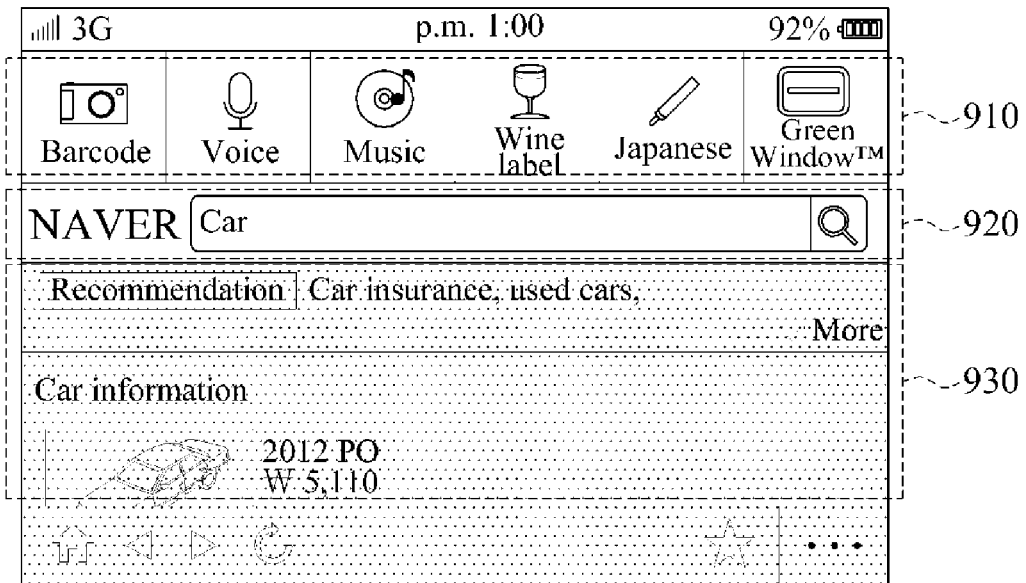 3G p.m. 1:00 92%
Barcode Voice Music Wine label Japanese Green Window™
910
NAVER Car
920
Recommendation Car insurance, used cars,
More
930
Car information
2012 PO
W 5,110